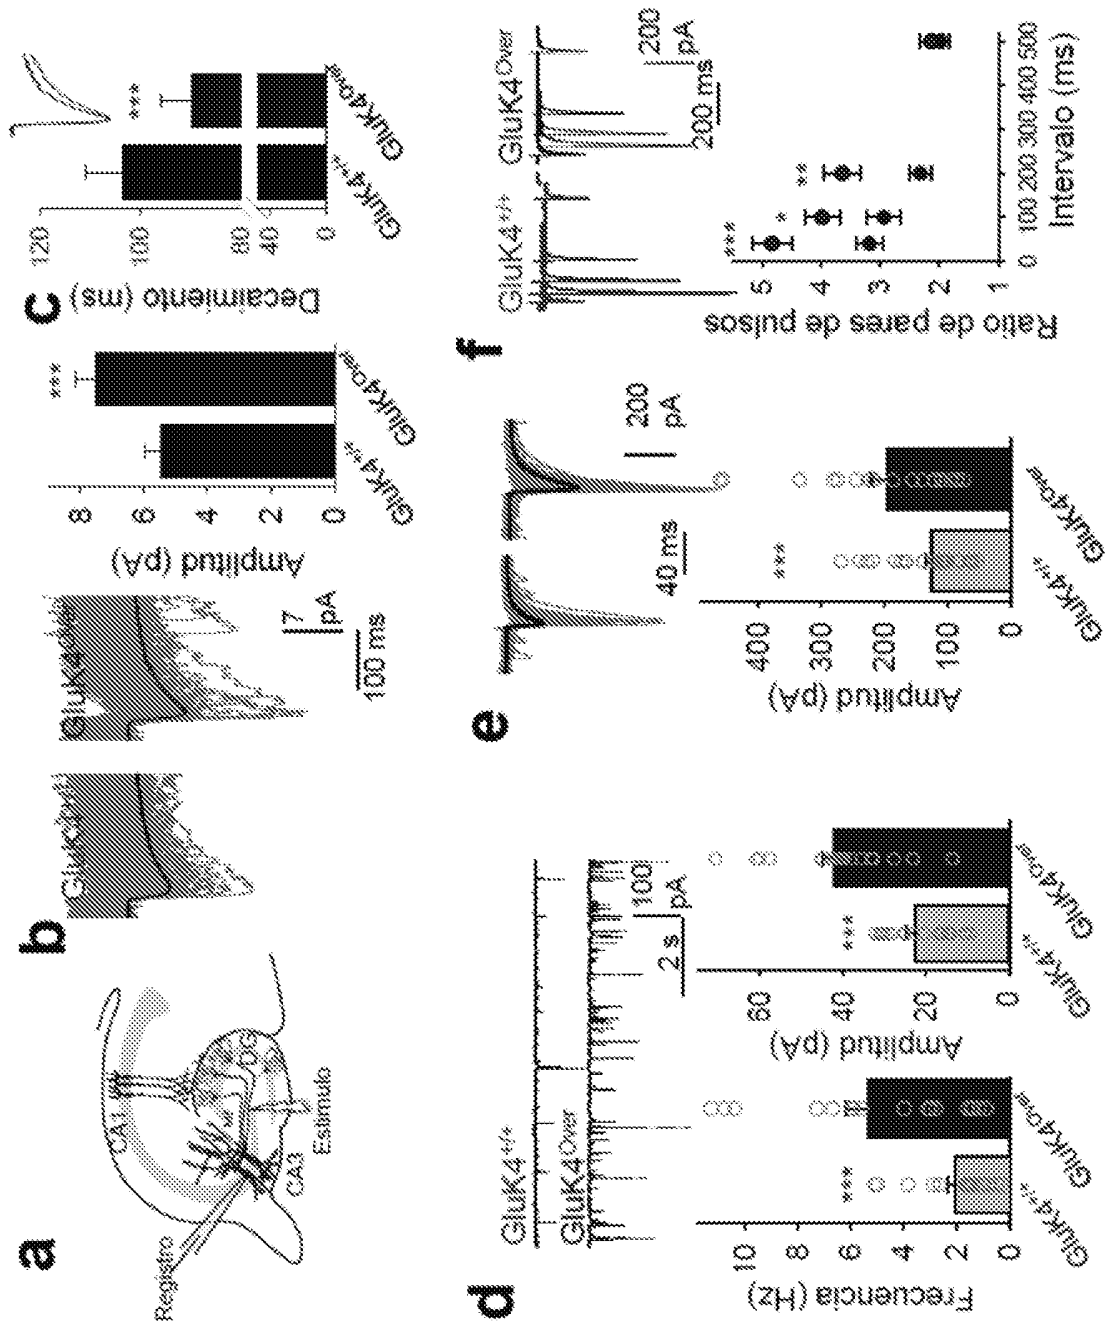 a
Registro
CA1
DG
CA3
Estimulo
b
GluK4
GluK4Over
7
pA
100 ms
Amplitud (pA)
8
6
4
2
0
***
GluK4+/+
GluK4Over
c
Decaimiento (ms)
120
100
80
40
0
***
GluK4+/+
GluK4Over
d
GluK4+/+
GluK4Over
100
pA
2 s
Frecuencia (Hz)
10
8
6
4
2
0
***
GluK4+/+
GluK4Over
Amplitud (pA)
60
40
20
0
***
GluK4+/+
GluK4Over
e
200
pA
40 ms
Amplitud (pA)
400
300
200
100
0
***
GluK4+/+
GluK4Over
f
GluK4+/+
GluK4Over
200
pA
200 ms
Ratio de pares de pulsos
5
4
3
2
1
***
*
**
0 100 200 300 400 500
Intervalo (ms)